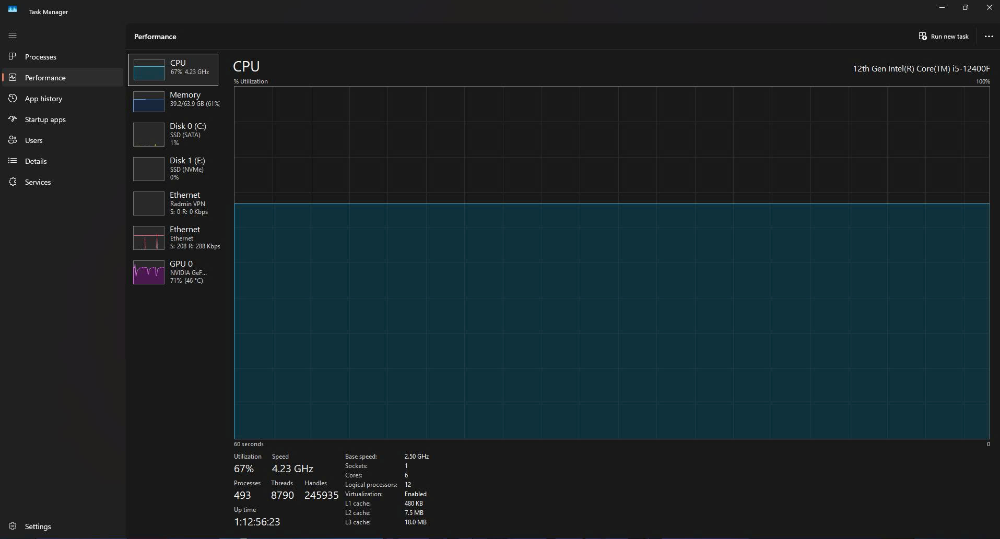 Task Manager
Performance
Run new task
Processes
Performance
App history
Startup apps
Users
Details
Services
Settings
CPU
67% 4.23 GHz
Memory
39.2/63.9 GB (61%)
Disk 0 (C:)
SSD (SATA)
1%
Disk 1 (E:)
SSD (NVMe)
0%
Ethernet
Radmin VPN
S: 0 R: 0 Kbps
Ethernet
Ethernet
S: 208 R: 288 Kbps
GPU 0
NVIDIA GeF...
71% (46 °C)
CPU
12th Gen Intel(R) Core(TM) i5-12400F
% Utilization
100%
60 seconds
0
Utilization Speed
67% 4.23 GHz
Processes Threads Handles
493 8790 245935
Up time
1:12:56:23
Base speed: 2.50 GHz
Sockets: 1
Cores: 6
Logical processors: 12
Virtualization: Enabled
L1 cache: 480 KB
L2 cache: 7.5 MB
L3 cache: 18.0 MB